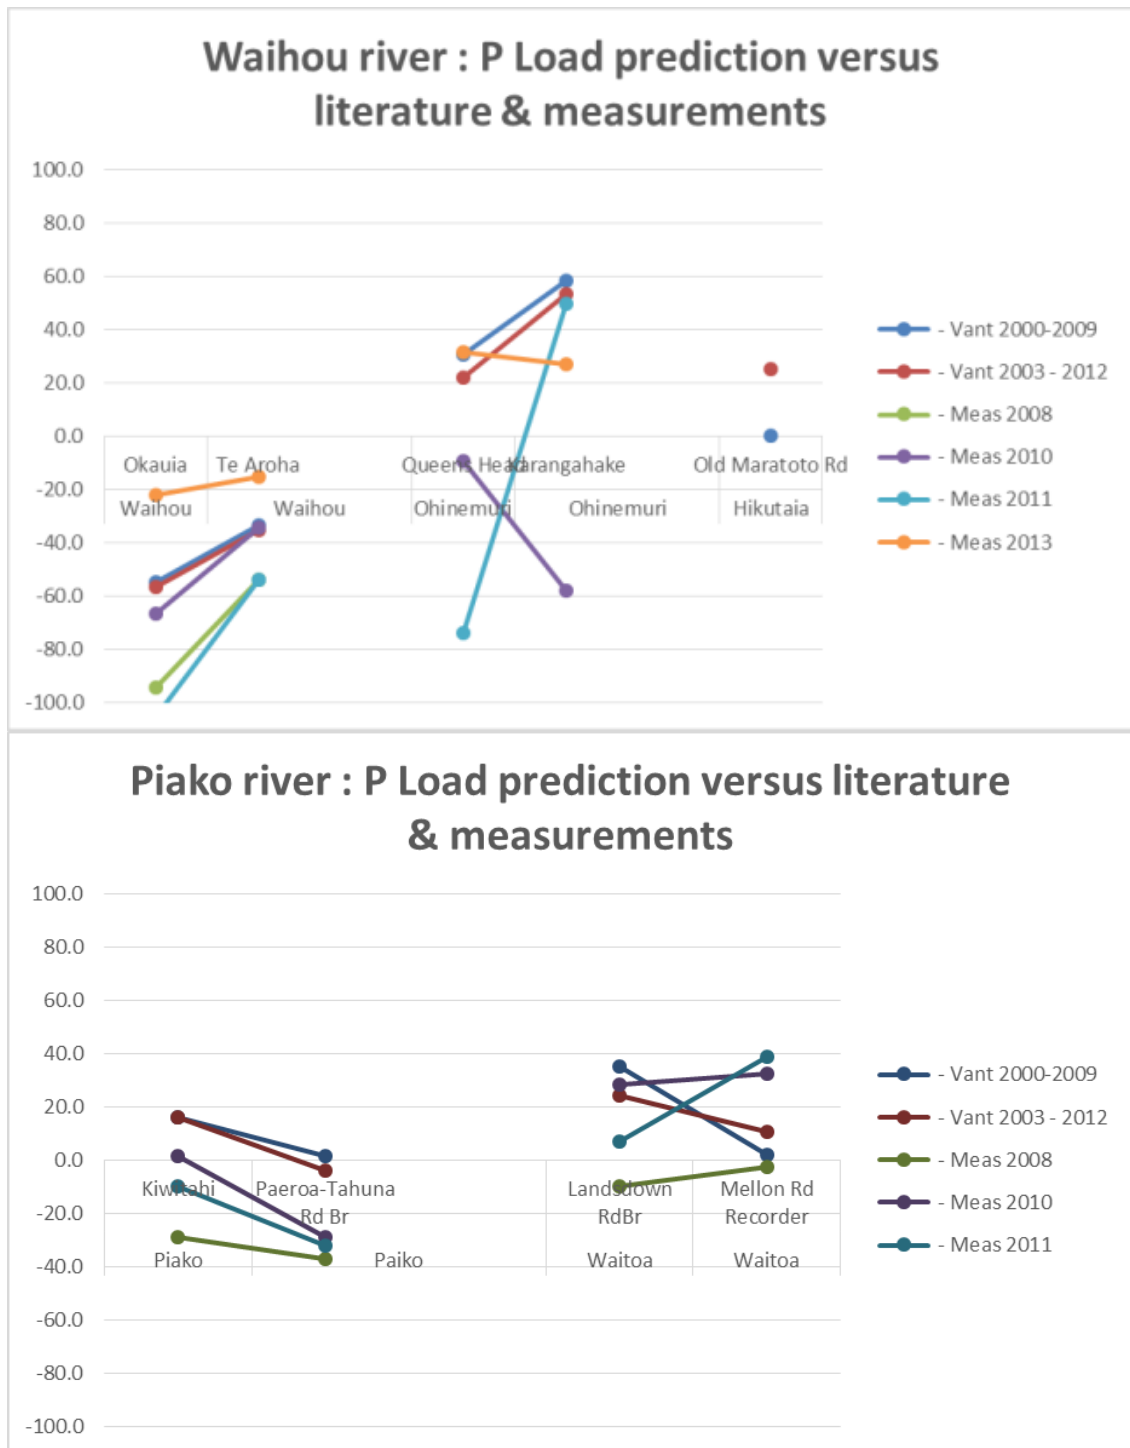 Waihou river : P Load prediction versus
literature & measurements
100.0
80.0
60.0
40.0
20.0
0.0
-20.0
-40.0
-60.0
-80.0
-100.0
Okauia Te Aroha Queens Head Karangahake Old Maratoto Rd
Waihou Waihou Ohinemuri Ohinemuri Hikutaia
- Vant 2000-2009
- Vant 2003 - 2012
- Meas 2008
- Meas 2010
- Meas 2011
- Meas 2013
Piako river : P Load prediction versus literature
& measurements
100.0
80.0
60.0
40.0
20.0
0.0
-20.0
-40.0
-60.0
-80.0
-100.0
Kiwitahi Paeroa-Tahuna Landsdown Mellon Rd
Rd Br RdBr Recorder
Piako Paiko Waitoa Waitoa
- Vant 2000-2009
- Vant 2003 - 2012
- Meas 2008
- Meas 2010
- Meas 2011